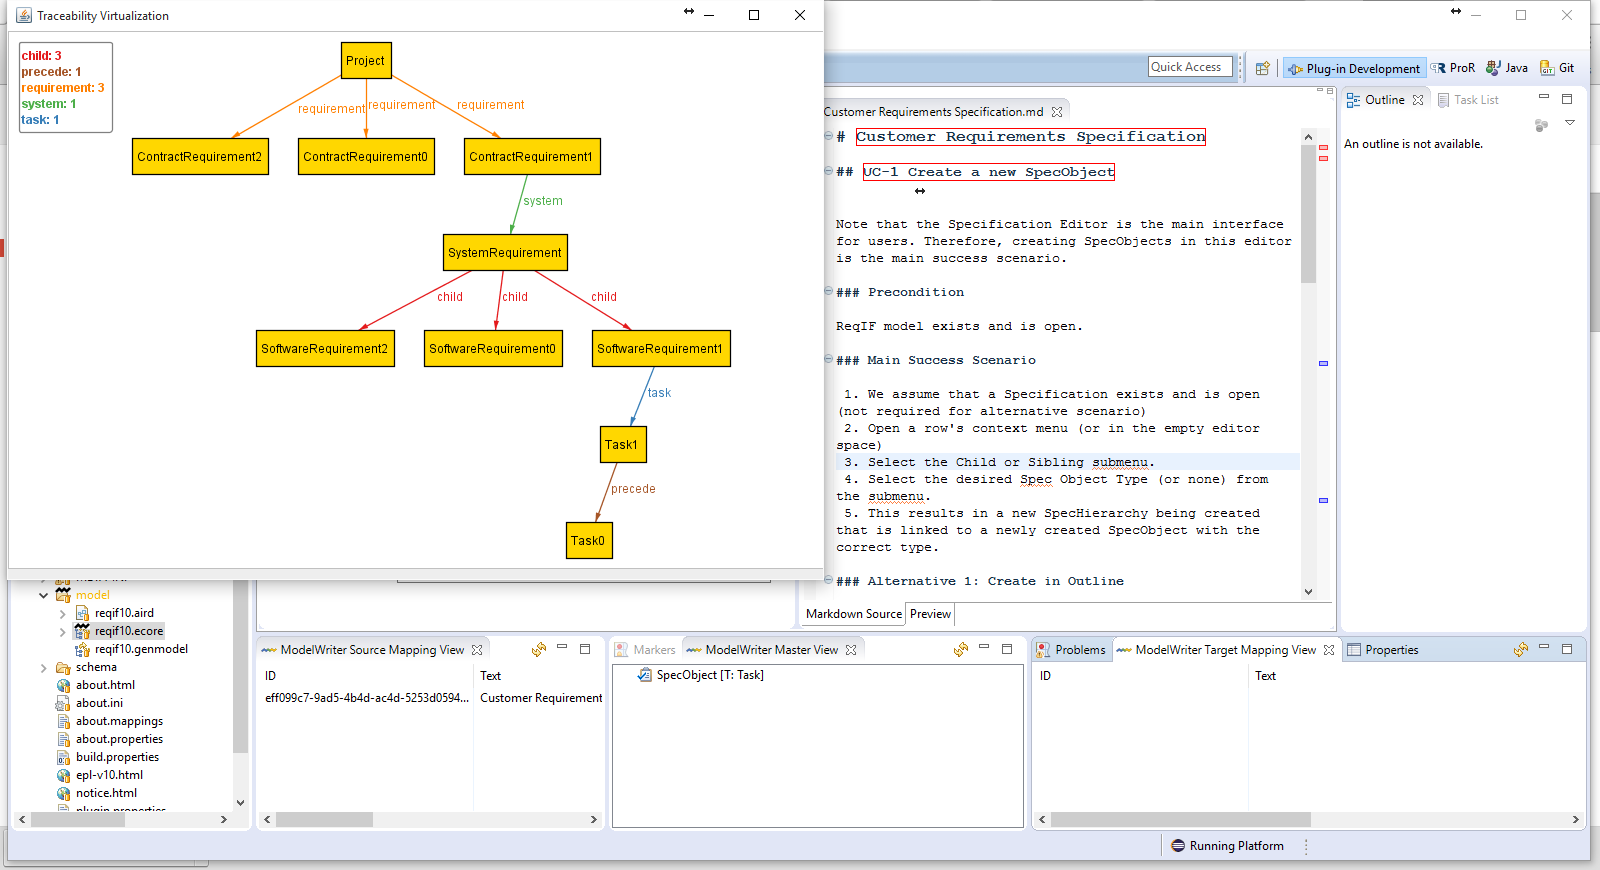 Traceability Virtualization
child: 3
precede: 1
requirement: 3
system: 1
task: 1
Project
requirement
requirement
requirement
ContractRequirement2
ContractRequirement0
ContractRequirement1
system
SystemRequirement
child
child
child
SoftwareRequirement2
SoftwareRequirement0
SoftwareRequirement1
task
Task1
precede
Task0
Quick Access
Plug-in Development
ProR
Java
Git
Customer Requirements Specification.md
# Customer Requirements Specification
## UC-1 Create a new SpecObject
Note that the Specification Editor is the main interface
for users. Therefore, creating SpecObjects in this editor
is the main success scenario.
### Precondition
ReqIF model exists and is open.
### Main Success Scenario
1. We assume that a Specification exists and is open
(not required for alternative scenario)
2. Open a row's context menu (or in the empty editor
space)
3. Select the Child or Sibling submenu.
4. Select the desired Spec Object Type (or none) from
the submenu.
5. This results in a new SpecHierarchy being created
that is linked to a newly created SpecObject with the
correct type.
### Alternative 1: Create in Outline
Markdown Source
Preview
Outline
Task List
An outline is not available.
model
reqif10.aird
reqif10.ecore
reqif10.genmodel
schema
about.html
about.ini
about.mappings
about.properties
build.properties
epl-v10.html
notice.html
plugin.properties
ModelWriter Source Mapping View
ID
Text
eff099c7-9ad5-4b4d-ac4d-5253d0594...
Customer Requirement
Markers
ModelWriter Master View
SpecObject [T: Task]
Problems
ModelWriter Target Mapping View
Properties
ID
Text
Running Platform